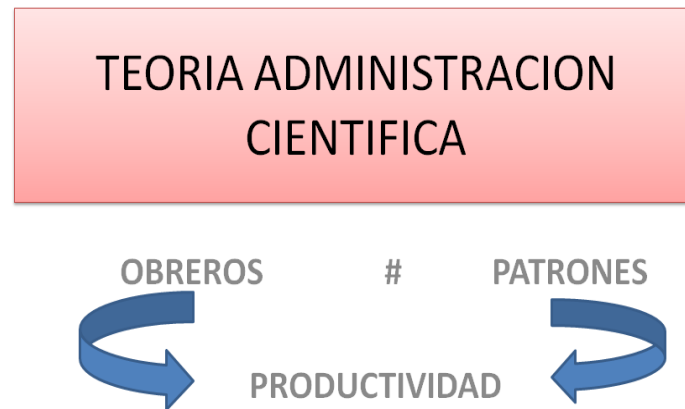 TEORIA ADMINISTRACION
CIENTIFICA
OBREROS # PATRONES
PRODUCTIVIDAD